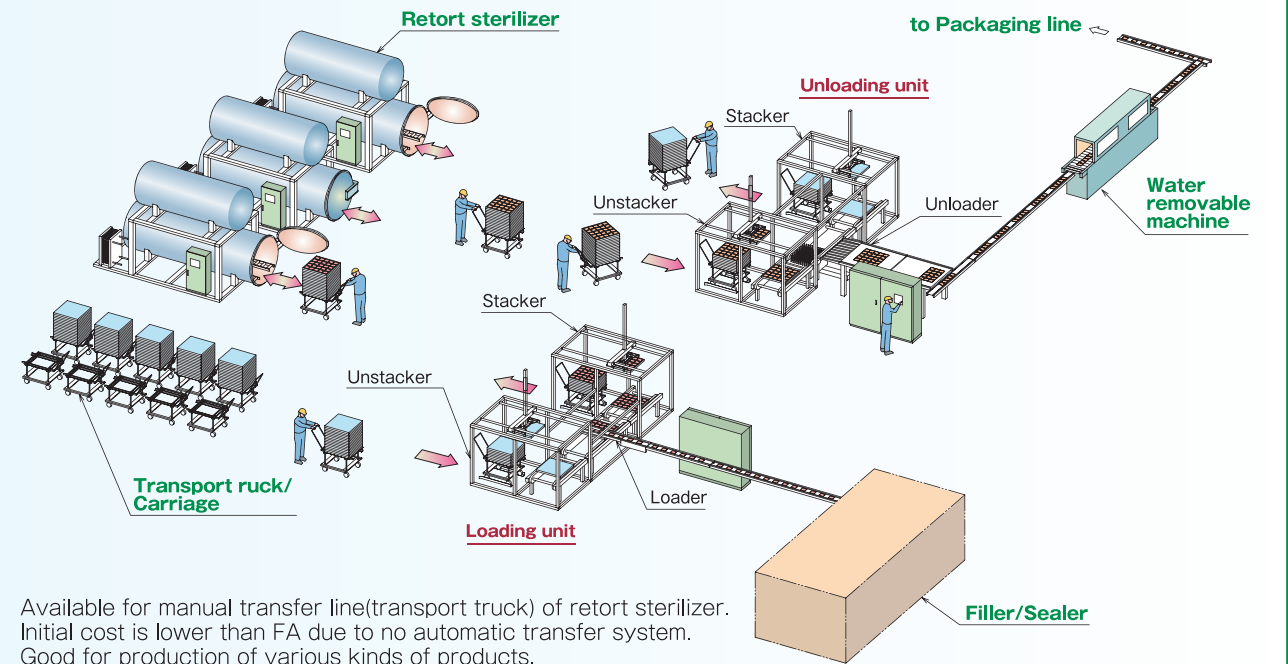 Retort sterilizer
to Packaging line
Unloading unit
Stacker
Unstacker
Unloader
Water
removable
machine
Stacker
Unstacker
Loader
Loading unit
Transport ruck/
Carriage
Filler/Sealer
Available for manual transfer line(transport truck) of retort sterilizer.
Initial cost is lower than FA due to no automatic transfer system.
Good for production of various kinds of products.